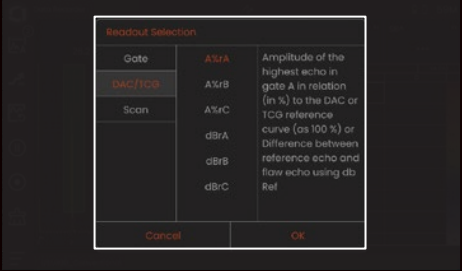 Readout Selection
Gate
DAC/TCG
Scan
A%rA
A%rB
A%rC
dBrA
dBrB
dBrC
Amplitude of the
highest echo in
gate A in relation
(in %) to the DAC or
TCG reference
curve (as 100 %) or
Difference between
reference echo and
flaw echo using db
Ref
Cancel
OK